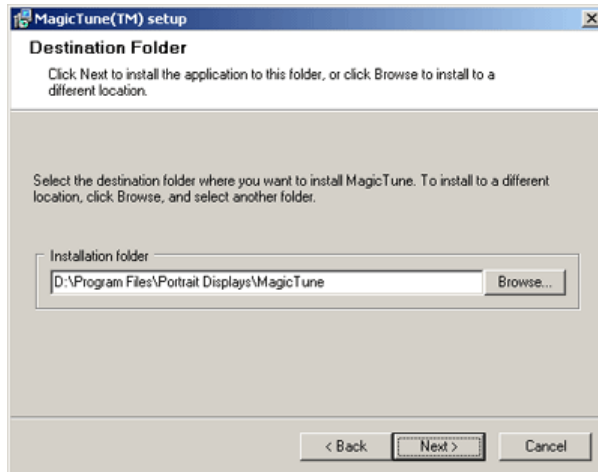 MagicTune(TM) setup
Destination Folder
Click Next to install the application to this folder, or click Browse to install to a
different location.
Select the destination folder where you want to install MagicTune. To install to a different
location, click Browse, and select another folder.
Installation folder
D:\Program Files\Portrait Displays\MagicTune
Browse...
< Back
Next >
Cancel